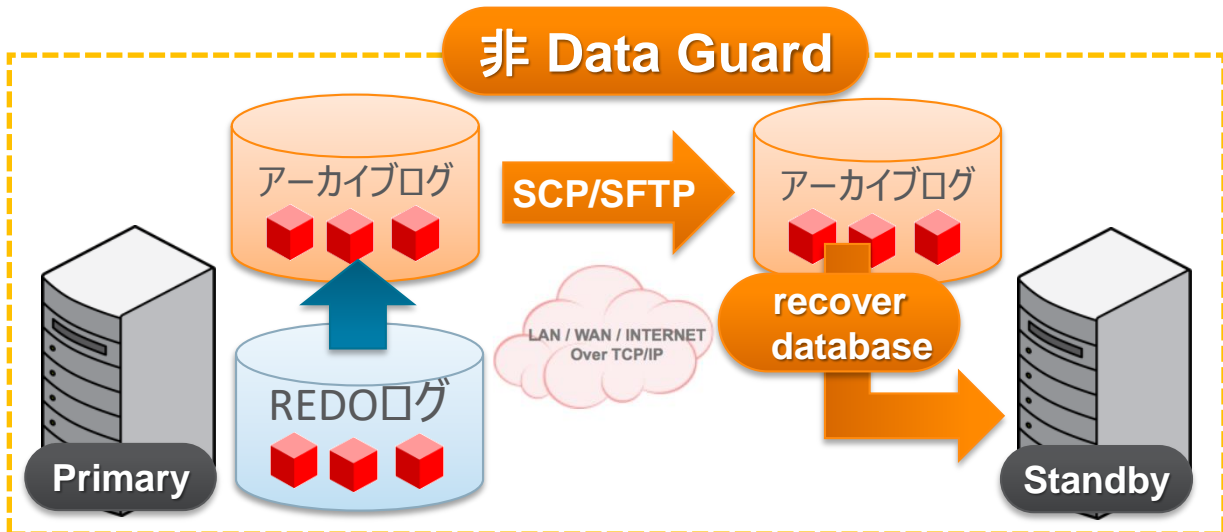 非 Data Guard
アーカイブログ
SCP/SFTP
アーカイブログ
LAN / WAN / INTERNET
Over TCP/IP
recover
database
REDOログ
Primary
Standby